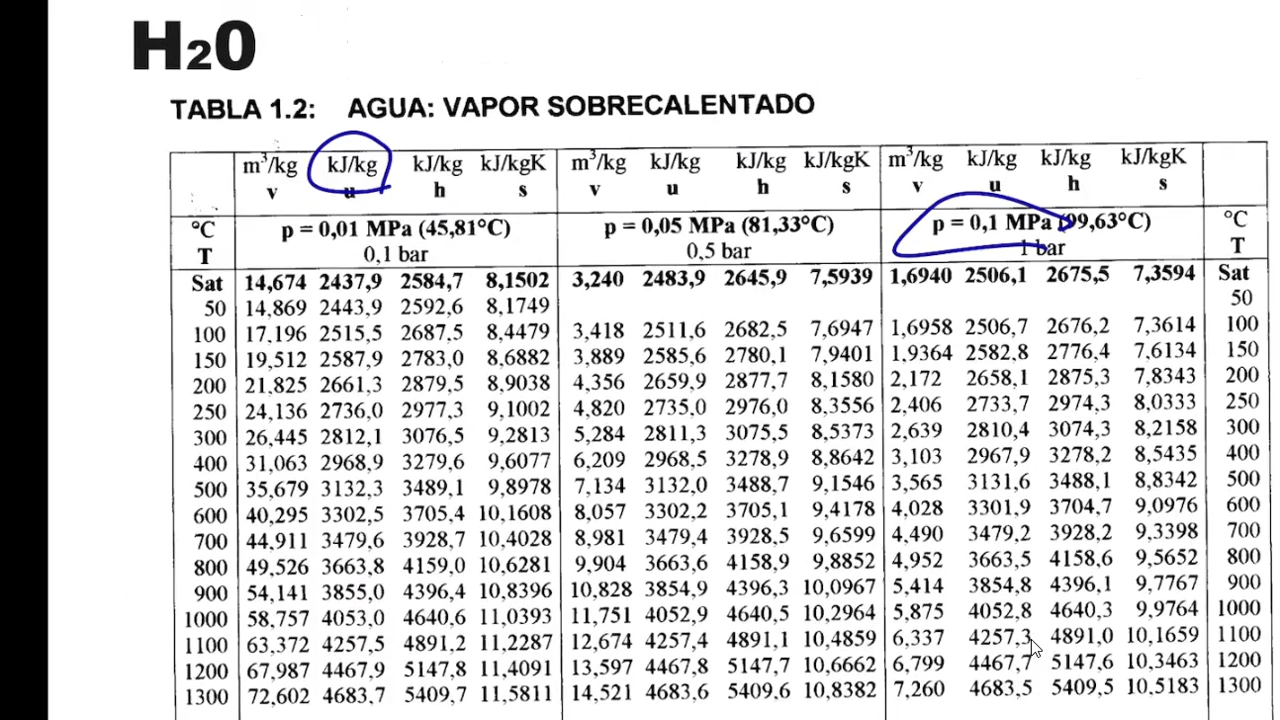 H2O
TABLA 1.2: AGUA: VAPOR SOBRECALENTADO
m³/kg kJ/kg kJ/kg kJ/kgK m³/kg kJ/kg kJ/kg kJ/kgK m³/kg kJ/kg kJ/kg kJ/kgK
v u h s v u h s v u h s
°C p = 0,01 MPa (45,81°C) p = 0,05 MPa (81,33°C) p = 0,1 MPa (99,63°C) °C
T 0,1 bar 0,5 bar 1 bar T
Sat 14,674 2437,9 2584,7 8,1502 3,240 2483,9 2645,9 7,5939 1,6940 2506,1 2675,5 7,3594 Sat
50 14,869 2443,9 2592,6 8,1749 50
100 17,196 2515,5 2687,5 8,4479 3,418 2511,6 2682,5 7,6947 1,6958 2506,7 2676,2 7,3614 100
150 19,512 2587,9 2783,0 8,6882 3,889 2585,6 2780,1 7,9401 1,9364 2582,8 2776,4 7,6134 150
200 21,825 2661,3 2879,5 8,9038 4,356 2659,9 2877,7 8,1580 2,172 2658,1 2875,3 7,8343 200
250 24,136 2736,0 2977,3 9,1002 4,820 2735,0 2976,0 8,3556 2,406 2733,7 2974,3 8,0333 250
300 26,445 2812,1 3076,5 9,2813 5,284 2811,3 3075,5 8,5373 2,639 2810,4 3074,3 8,2158 300
400 31,063 2968,9 3279,6 9,6077 6,209 2968,5 3278,9 8,8642 3,103 2967,9 3278,2 8,5435 400
500 35,679 3132,3 3489,1 9,8978 7,134 3132,0 3488,7 9,1546 3,565 3131,6 3488,1 8,8342 500
600 40,295 3302,5 3705,4 10,1608 8,057 3302,2 3705,1 9,4178 4,028 3301,9 3704,7 9,0976 600
700 44,911 3479,6 3928,7 10,4028 8,981 3479,4 3928,5 9,6599 4,490 3479,2 3928,2 9,3398 700
800 49,526 3663,8 4159,0 10,6281 9,904 3663,6 4158,9 9,8852 4,952 3663,5 4158,6 9,5652 800
900 54,141 3855,0 4396,4 10,8396 10,828 3854,9 4396,3 10,0967 5,414 3854,8 4396,1 9,7767 900
1000 58,757 4053,0 4640,6 11,0393 11,751 4052,9 4640,5 10,2964 5,875 4052,8 4640,3 9,9764 1000
1100 63,372 4257,5 4891,2 11,2287 12,674 4257,4 4891,1 10,4859 6,337 4257,3 4891,0 10,1659 1100
1200 67,987 4467,9 5147,8 11,4091 13,597 4467,8 5147,7 10,6662 6,799 4467,7 5147,6 10,3463 1200
1300 72,602 4683,7 5409,7 11,5811 14,521 4683,6 5409,6 10,8382 7,260 4683,5 5409,5 10,5183 1300